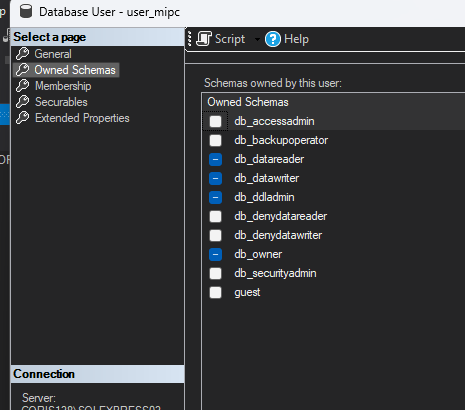 Database User - user_mipc
Select a page
General
Owned Schemas
Membership
Securables
Extended Properties
Script
Help
Schemas owned by this user:
Owned Schemas
db_accessadmin
db_backupoperator
db_datareader
db_datawriter
db_ddladmin
db_denydatareader
db_denydatawriter
db_owner
db_securityadmin
guest
Connection
Server: